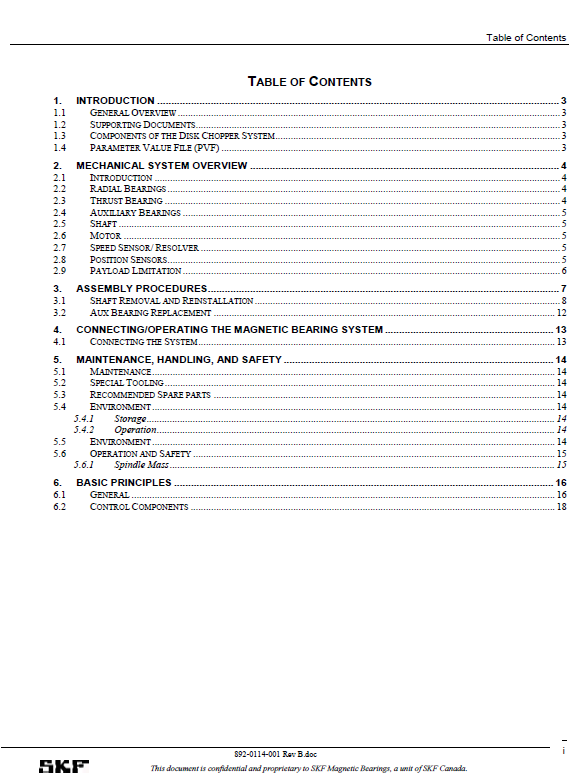 Table of Contents
TABLE OF CONTENTS
1. INTRODUCTION 3
1.1 GENERAL OVERVIEW 3
1.2 SUPPORTING DOCUMENTS 3
1.3 COMPONENTS OF THE DISK CHOPPER SYSTEM 3
1.4 PARAMETER VALUE FILE (PVF) 3
2. MECHANICAL SYSTEM OVERVIEW 4
2.1 INTRODUCTION 4
2.2 RADIAL BEARINGS 4
2.3 THRUST BEARING 4
2.4 AUXILIARY BEARINGS 5
2.5 SHAFT 5
2.6 MOTOR 5
2.7 SPEED SENSOR/ RESOLVER 5
2.8 POSITION SENSORS 5
2.9 PAYLOAD LIMITATION 6
3. ASSEMBLY PROCEDURES 7
3.1 SHAFT REMOVAL AND REINSTALLATION 8
3.2 AUX BEARING REPLACEMENT 12
4. CONNECTING/OPERATING THE MAGNETIC BEARING SYSTEM 13
4.1 CONNECTING THE SYSTEM 13
5. MAINTENANCE, HANDLING, AND SAFETY 14
5.1 MAINTENANCE 14
5.2 SPECIAL TOOLING 14
5.3 RECOMMENDED SPARE PARTS 14
5.4 ENVIRONMENT 14
5.4.1 Storage 14
5.4.2 Operation 14
5.5 ENVIRONMENT 14
5.6 OPERATION AND SAFETY 15
5.6.1 Spindle Mass 15
6. BASIC PRINCIPLES 16
6.1 GENERAL 16
6.2 CONTROL COMPONENTS 18
892-0114-001 Rev B.doc
i
SKF
This document is confidential and proprietary to SKF Magnetic Bearings, a unit of SKF Canada.